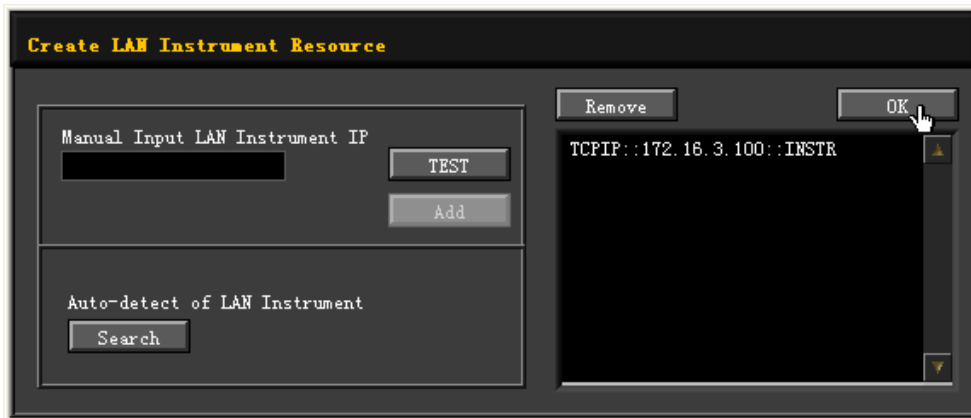 Create LAN Instrument Resource
Remove
OK
Manual Input LAN Instrument IP
TCPIP::172.16.3.100::INSTR
TEST
Add
Auto-detect of LAN Instrument
Search